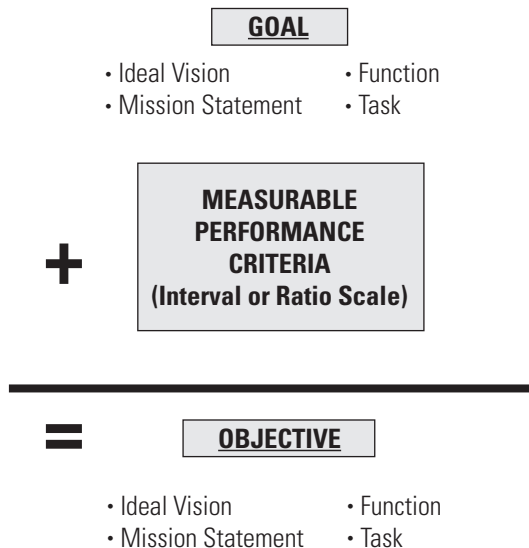 GOAL
• Ideal Vision • Function
• Mission Statement • Task
+
MEASURABLE
PERFORMANCE
CRITERIA
(Interval or Ratio Scale)
=
OBJECTIVE
• Ideal Vision • Function
• Mission Statement • Task